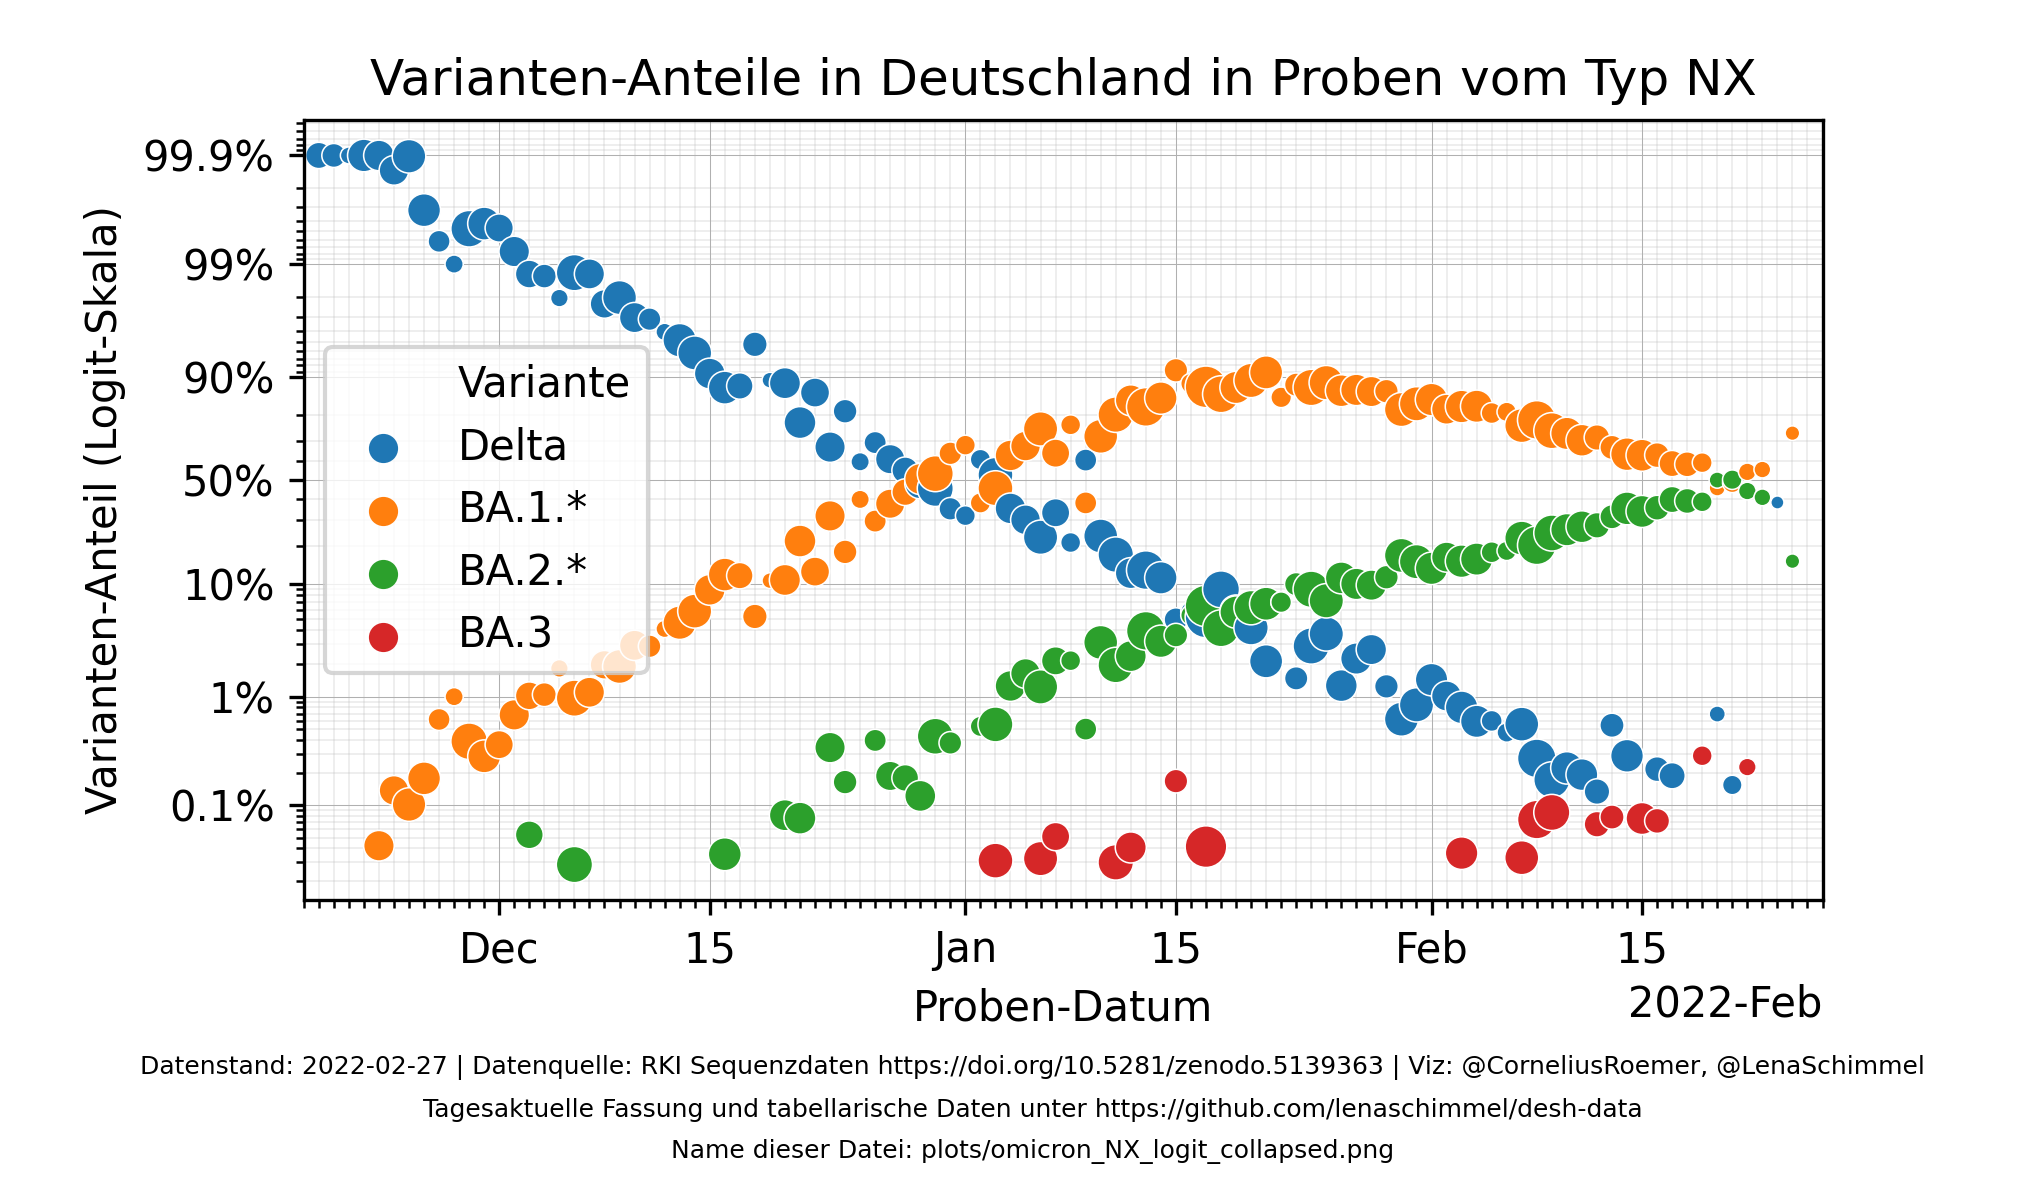 Varianten-Anteile in Deutschland in Proben vom Typ NX
Varianten-Anteil (Logit-Skala)
99.9%
99%
90%
50%
10%
1%
0.1%
Variante
Delta
BA.1.*
BA.2.*
BA.3
Dec
15
Jan
15
Feb
15
Proben-Datum
2022-Feb
Datenstand: 2022-02-27 | Datenquelle: RKI Sequenzdaten https://doi.org/10.5281/zenodo.5139363 | Viz: @CorneliusRoemer, @LenaSchimmel
Tagesaktuelle Fassung und tabellarische Daten unter https://github.com/lenaschimmel/desh-data
Name dieser Datei: plots/omicron_NX_logit_collapsed.png